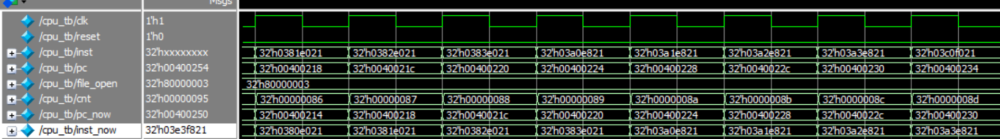 Msgs
/cpu_tb/clk 1'h1
/cpu_tb/reset 1'h0
/cpu_tb/inst 32'hxxxxxxxx 32'h0381e021 32'h0382e021 32'h0383e021 32'h03a0e821 32'h03a1e821 32'h03a2e821 32'h03a3e821 32'h03c0f021
/cpu_tb/pc 32'h00400254 32'h00400218 32'h0040021c 32'h00400220 32'h00400224 32'h00400228 32'h0040022c 32'h00400230 32'h00400234
/cpu_tb/file_open 32'h80000003 32'h80000003
/cpu_tb/cnt 32'h00000095 32'h00000086 32'h00000087 32'h00000088 32'h00000089 32'h0000008a 32'h0000008b 32'h0000008c 32'h0000008d
/cpu_tb/pc_now 32'h00400250 32'h00400214 32'h00400218 32'h0040021c 32'h00400220 32'h00400224 32'h00400228 32'h0040022c 32'h00400230
/cpu_tb/inst_now 32'h03e3f821 32'h0380e021 32'h0381e021 32'h0382e021 32'h0383e021 32'h03a0e821 32'h03a1e821 32'h03a2e821 32'h03a3e821